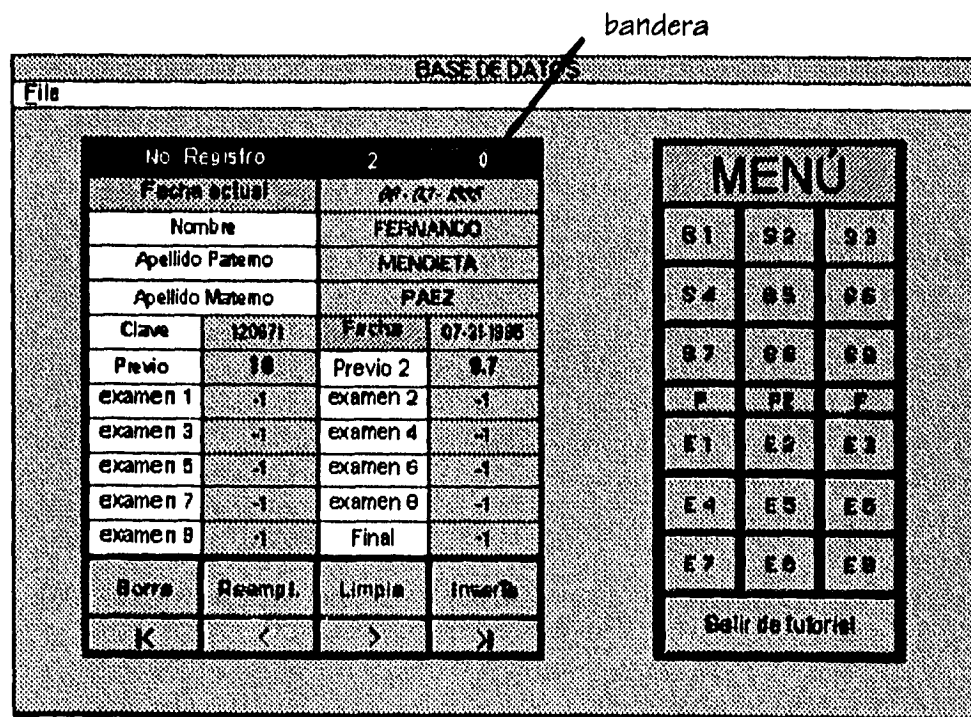 bandera
BASE DE DATOS
File
No Registro 2 0
Fecha actual
Nombre FERNANDO
Apellido Paterno MENDIETA
Apellido Materno PAEZ
Clave 120671 Fecha
Previo 10 Previo 2 9.7
examen 1 -1 examen 2 -1
examen 3 -1 examen 4 -1
examen 5 -1 examen 6 -1
examen 7 -1 examen 8 -1
examen 9 -1 Final -1
Borra Reempl. Limpia Inserta
K < > >|
MENÚ
S 1 S 2 S 3
S 4 S 5 S 6
S 7 S 8 S 9
P P2 F
E 1 E 2 E 3
E 4 E 5 E 6
E 7 E 8 E 9
Salir de tutorial